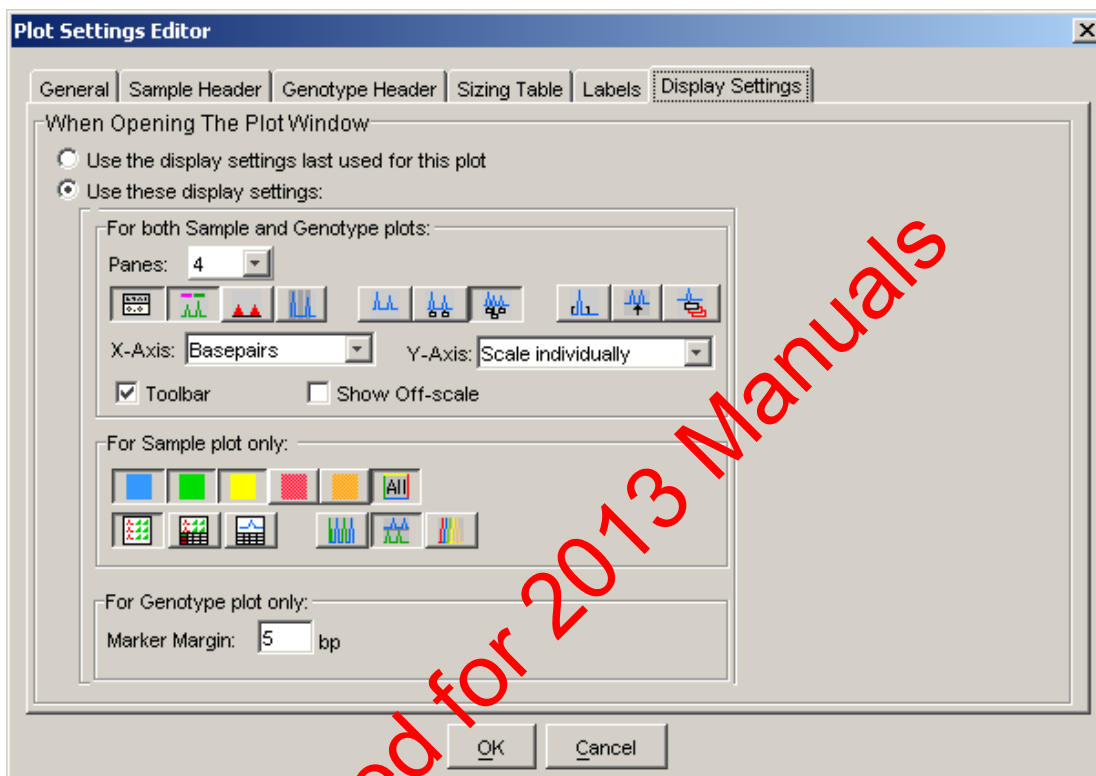 Plot Settings Editor
General Sample Header Genotype Header Sizing Table Labels Display Settings
When Opening The Plot Window
Use the display settings last used for this plot
Use these display settings:
For both Sample and Genotype plots:
Panes: 4
X-Axis: Basepairs Y-Axis: Scale individually
Toolbar Show Off-scale
For Sample plot only:
All
For Genotype plot only:
Marker Margin: 5 bp
OK Cancel
ed for 2013 Manuals